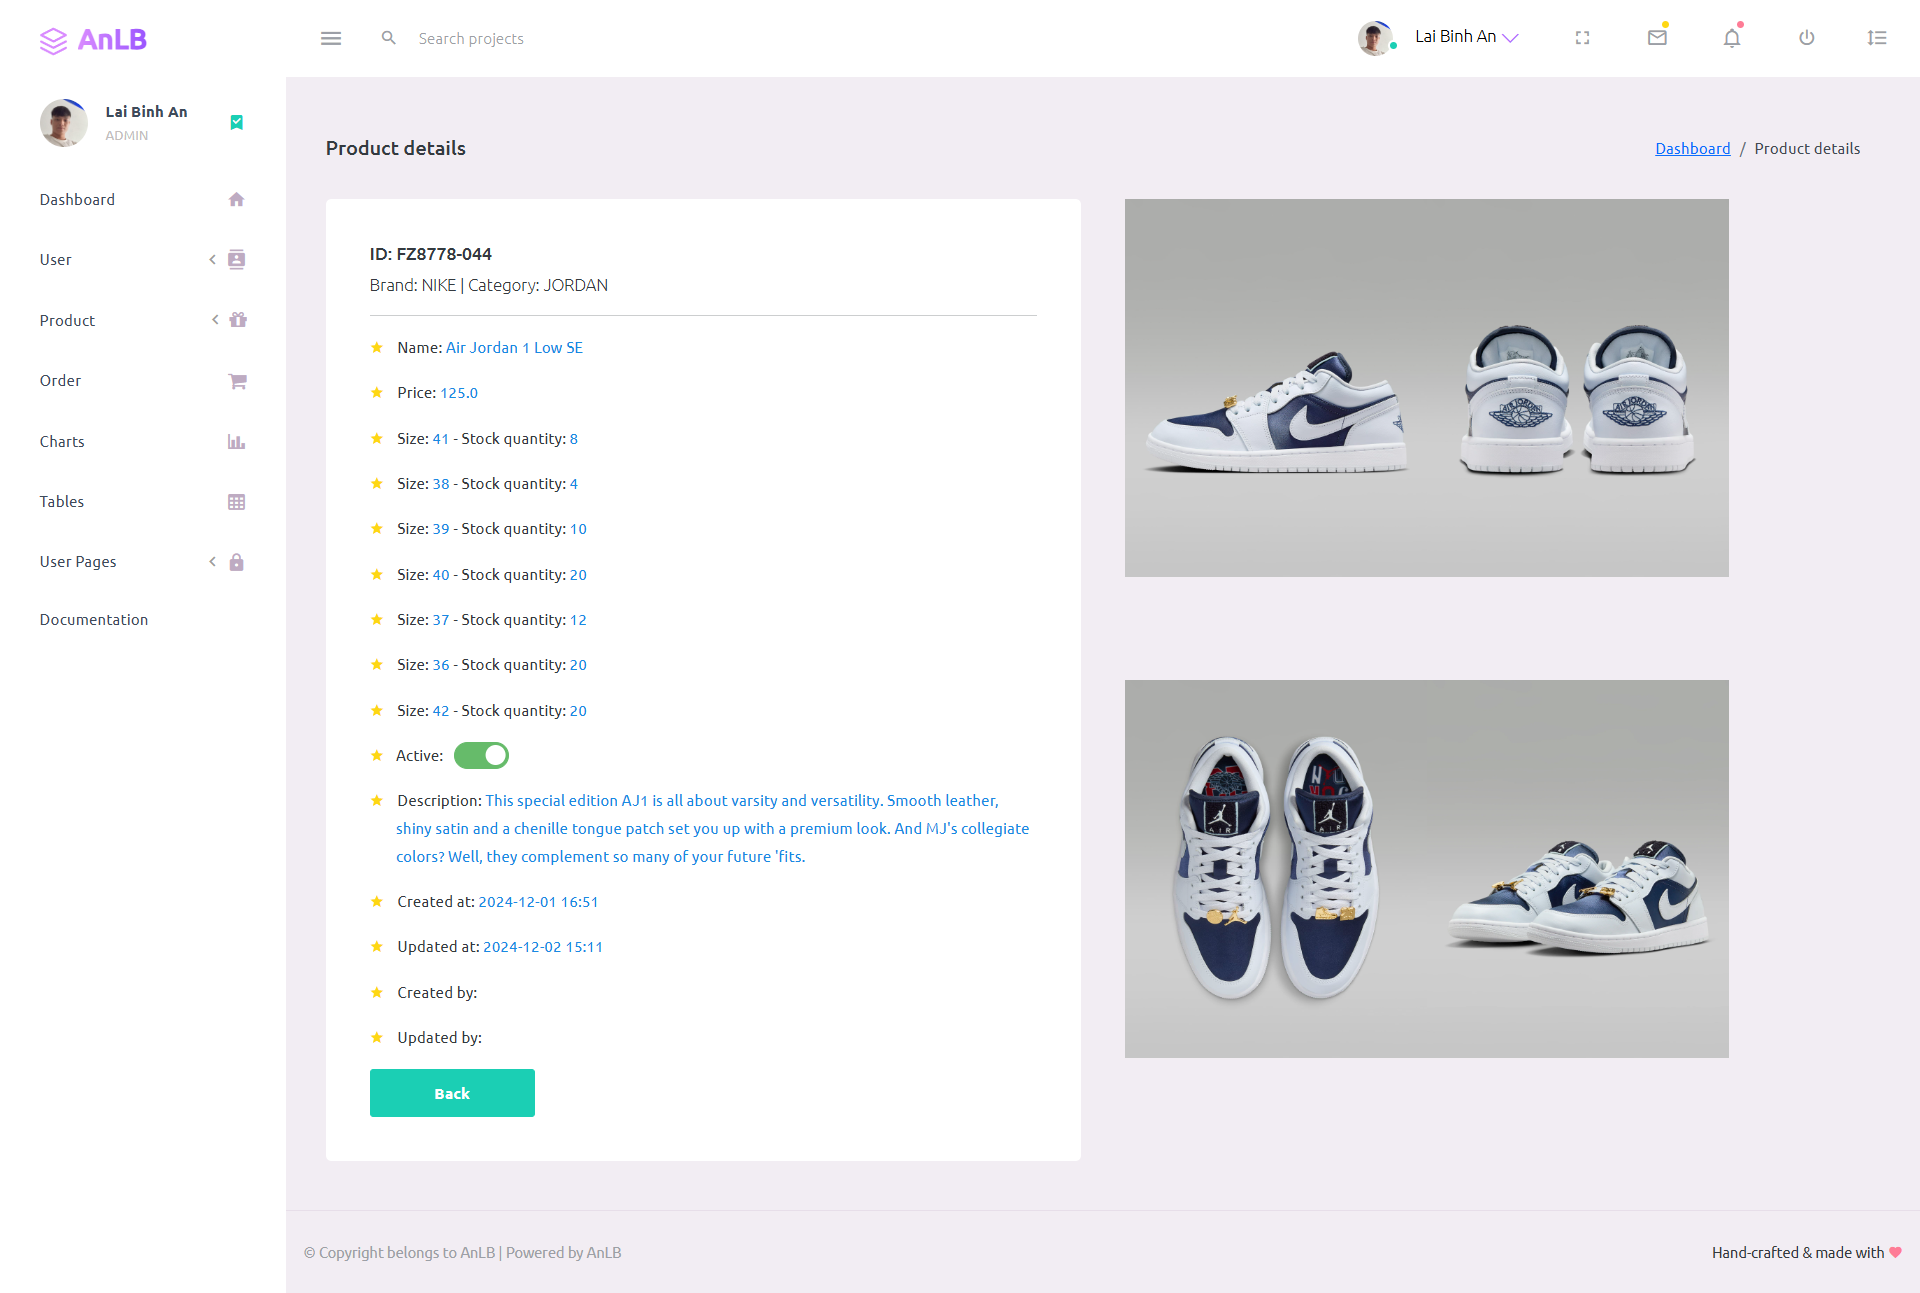 AnLB
Search projects
Lai Binh An
Lai Binh An
ADMIN
Dashboard
User
Product
Order
Charts
Tables
User Pages
Documentation
Product details
Dashboard / Product details
ID: FZ8778-044
Brand: NIKE | Category: JORDAN
Name: Air Jordan 1 Low SE
Price: 125.0
Size: 41 - Stock quantity: 8
Size: 38 - Stock quantity: 4
Size: 39 - Stock quantity: 10
Size: 40 - Stock quantity: 20
Size: 37 - Stock quantity: 12
Size: 36 - Stock quantity: 20
Size: 42 - Stock quantity: 20
Active:
Description: This special edition AJ1 is all about varsity and versatility. Smooth leather,
shiny satin and a chenille tongue patch set you up with a premium look. And MJ's collegiate
colors? Well, they complement so many of your future 'fits.
Created at: 2024-12-01 16:51
Updated at: 2024-12-02 15:11
Created by:
Updated by:
Back
AIR JORDAN
AIR JORDAN
AIR
AIR
© Copyright belongs to AnLB | Powered by AnLB
Hand-crafted & made with